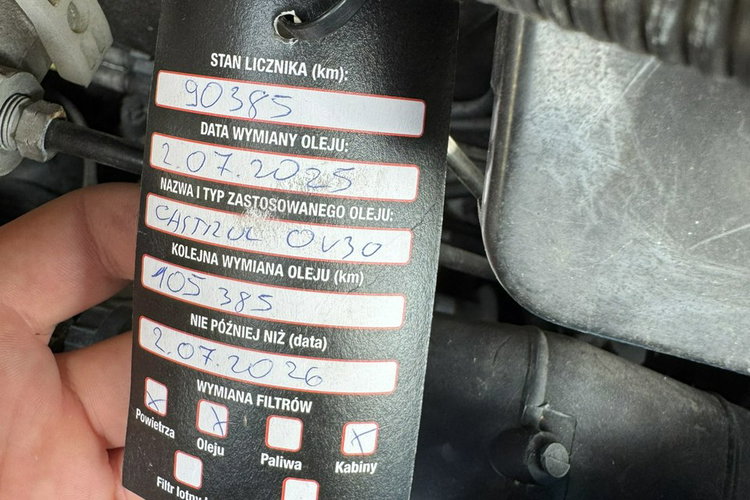 STAN LICZNIKA (km):
90385
DATA WYMIANY OLEJU:
2.07.2025
NAZWA I TYP ZASTOSOWANEGO OLEJU:
CASTROL 0W30
KOLEJNA WYMIANA OLEJU (km)
105 385
NIE PÓŹNIEJ NIŻ (data)
2.07.2026
WYMIANA FILTRÓW
Powietrza Oleju Paliwa Kabiny
Filtr